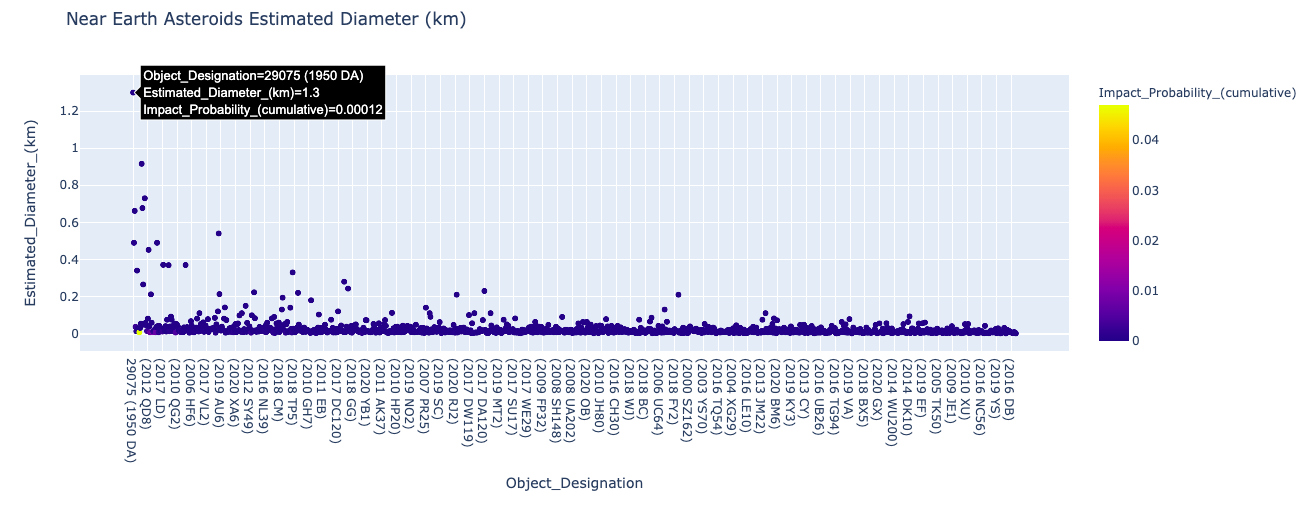 Near Earth Asteroids Estimated Diameter (km)
Object_Designation=29075 (1950 DA)
Estimated_Diameter_(km)=1.3
Impact_Probability_(cumulative)=0.00012
Impact_Probability_(cumulative)
0.04
0.03
0.02
0.01
0
Estimated_Diameter_(km)
1.2
1
0.8
0.6
0.4
0.2
0
29075 (1950 DA)
(2012 QD8)
(2017 LD)
(2010 QG2)
(2006 HF6)
(2017 VL2)
(2019 AU6)
(2020 XA6)
(2012 SY49)
(2016 NL39)
(2018 CM)
(2018 TP5)
(2010 GH7)
(2011 EB)
(2017 DC120)
(2018 GG5)
(2020 YB1)
(2011 AK37)
(2010 HP20)
(2019 NO2)
(2007 PR25)
(2019 SC)
(2020 RJ2)
(2017 DW119)
(2017 DA120)
(2019 MT2)
(2017 SU17)
(2017 WE29)
(2009 FP32)
(2008 SH148)
(2008 UA202)
(2020 OB)
(2010 JH80)
(2016 CH30)
(2018 WJ)
(2018 BC)
(2006 UC64)
(2018 FY2)
(2000 SZ162)
(2003 YS70)
(2016 TQ54)
(2004 XG29)
(2016 LE10)
(2013 JM22)
(2020 BM6)
(2019 KY3)
(2013 CY)
(2016 UB26)
(2016 TG94)
(2019 VA)
(2018 BX5)
(2020 GX)
(2014 WU200)
(2014 DK10)
(2019 EF)
(2005 TK50)
(2009 JE1)
(2010 XU)
(2016 NC56)
(2019 YS)
(2016 DB)
Object_Designation